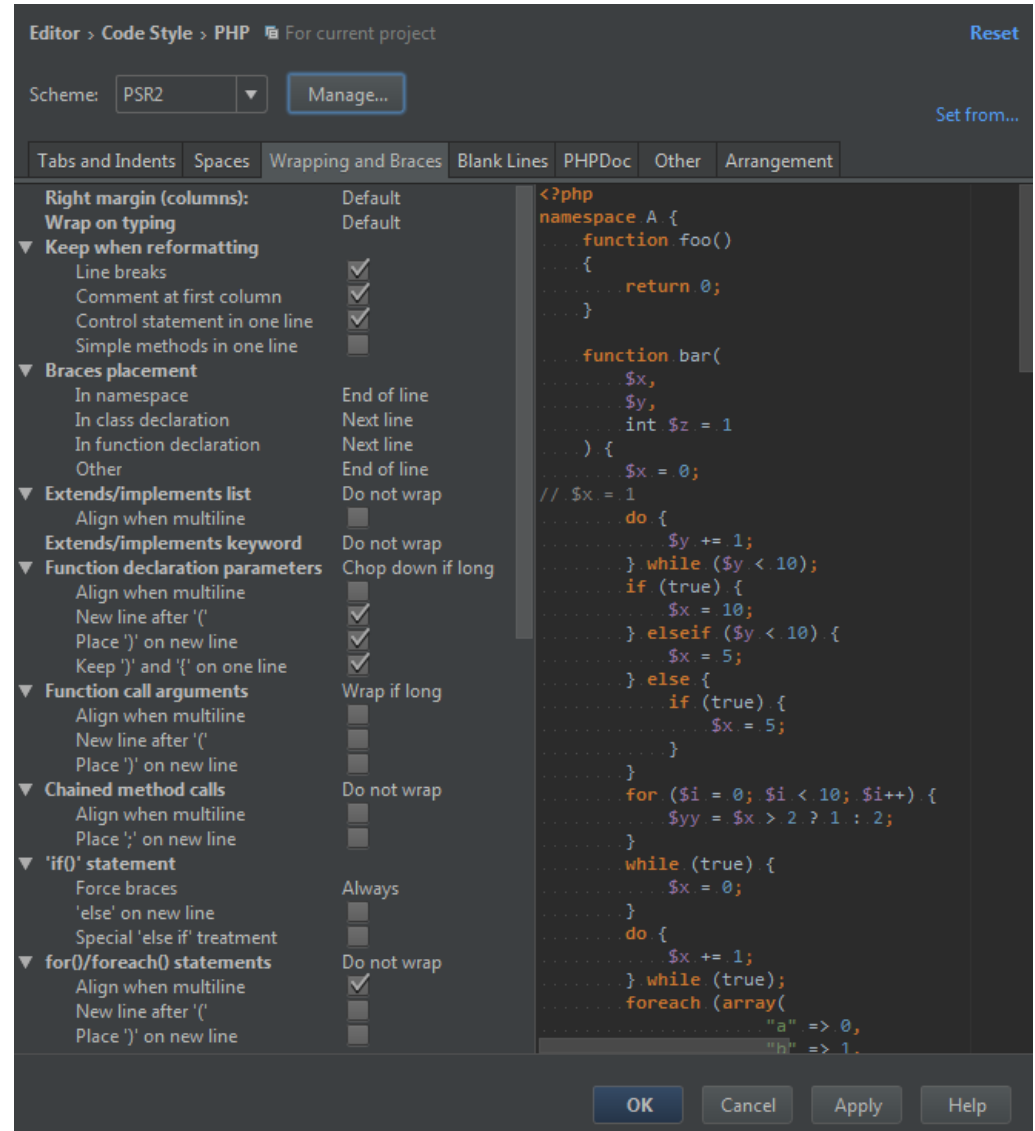 Editor › Code Style › PHP For current project Reset
Scheme: PSR2 Manage...
Set from...
Tabs and Indents Spaces Wrapping and Braces Blank Lines PHPDoc Other Arrangement
Right margin (columns): Default
Wrap on typing Default
Keep when reformatting
Line breaks
Comment at first column
Control statement in one line
Simple methods in one line
Braces placement
In namespace End of line
In class declaration Next line
In function declaration Next line
Other End of line
Extends/implements list Do not wrap
Align when multiline
Extends/implements keyword Do not wrap
Function declaration parameters Chop down if long
Align when multiline
New line after '('
Place ')' on new line
Keep ')' and '{' on one line
Function call arguments Wrap if long
Align when multiline
New line after '('
Place ')' on new line
Chained method calls Do not wrap
Align when multiline
Place ';' on new line
'if()' statement
Force braces Always
'else' on new line
Special 'else if' treatment
for()/foreach() statements Do not wrap
Align when multiline
New line after '('
Place ')' on new line
<?php
namespace A {
function foo()
{
return 0;
}
function bar(
$x,
$y,
int $z = 1
) {
$x = 0;
// $x = 1
do {
$y += 1;
} while ($y < 10);
if (true) {
$x = 10;
} elseif ($y < 10) {
$x = 5;
} else {
if (true) {
$x = 5;
}
}
for ($i = 0; $i < 10; $i++) {
$yy = $x > 2 ? 1 : 2;
}
while (true) {
$x = 0;
}
do {
$x += 1;
} while (true);
foreach (array(
"a" => 0,
"b" => 1,
OK Cancel Apply Help